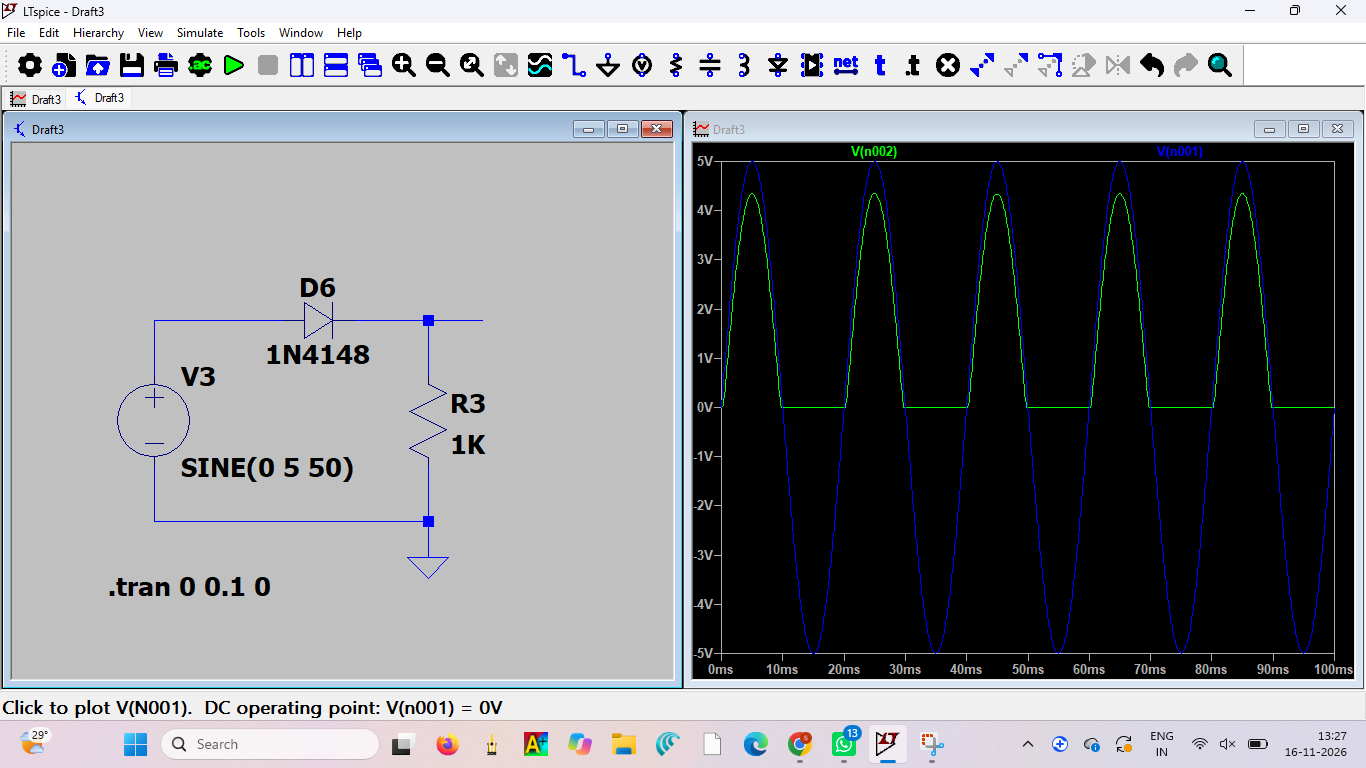 LTspice - Draft3
File Edit Hierarchy View Simulate Tools Window Help
.ac
net
t
.t
Draft3
Draft3
Draft3
D6
1N4148
V3
SINE(0 5 50)
R3
1K
.tran 0 0.1 0
Draft3
V(n002) V(n001)
5V
4V
3V
2V
1V
0V
-1V
-2V
-3V
-4V
-5V
0ms 10ms 20ms 30ms 40ms 50ms 60ms 70ms 80ms 90ms 100ms
Click to plot V(N001). DC operating point: V(n001) = 0V
29°
Search
13
ENG
IN
13:27
16-11-2026